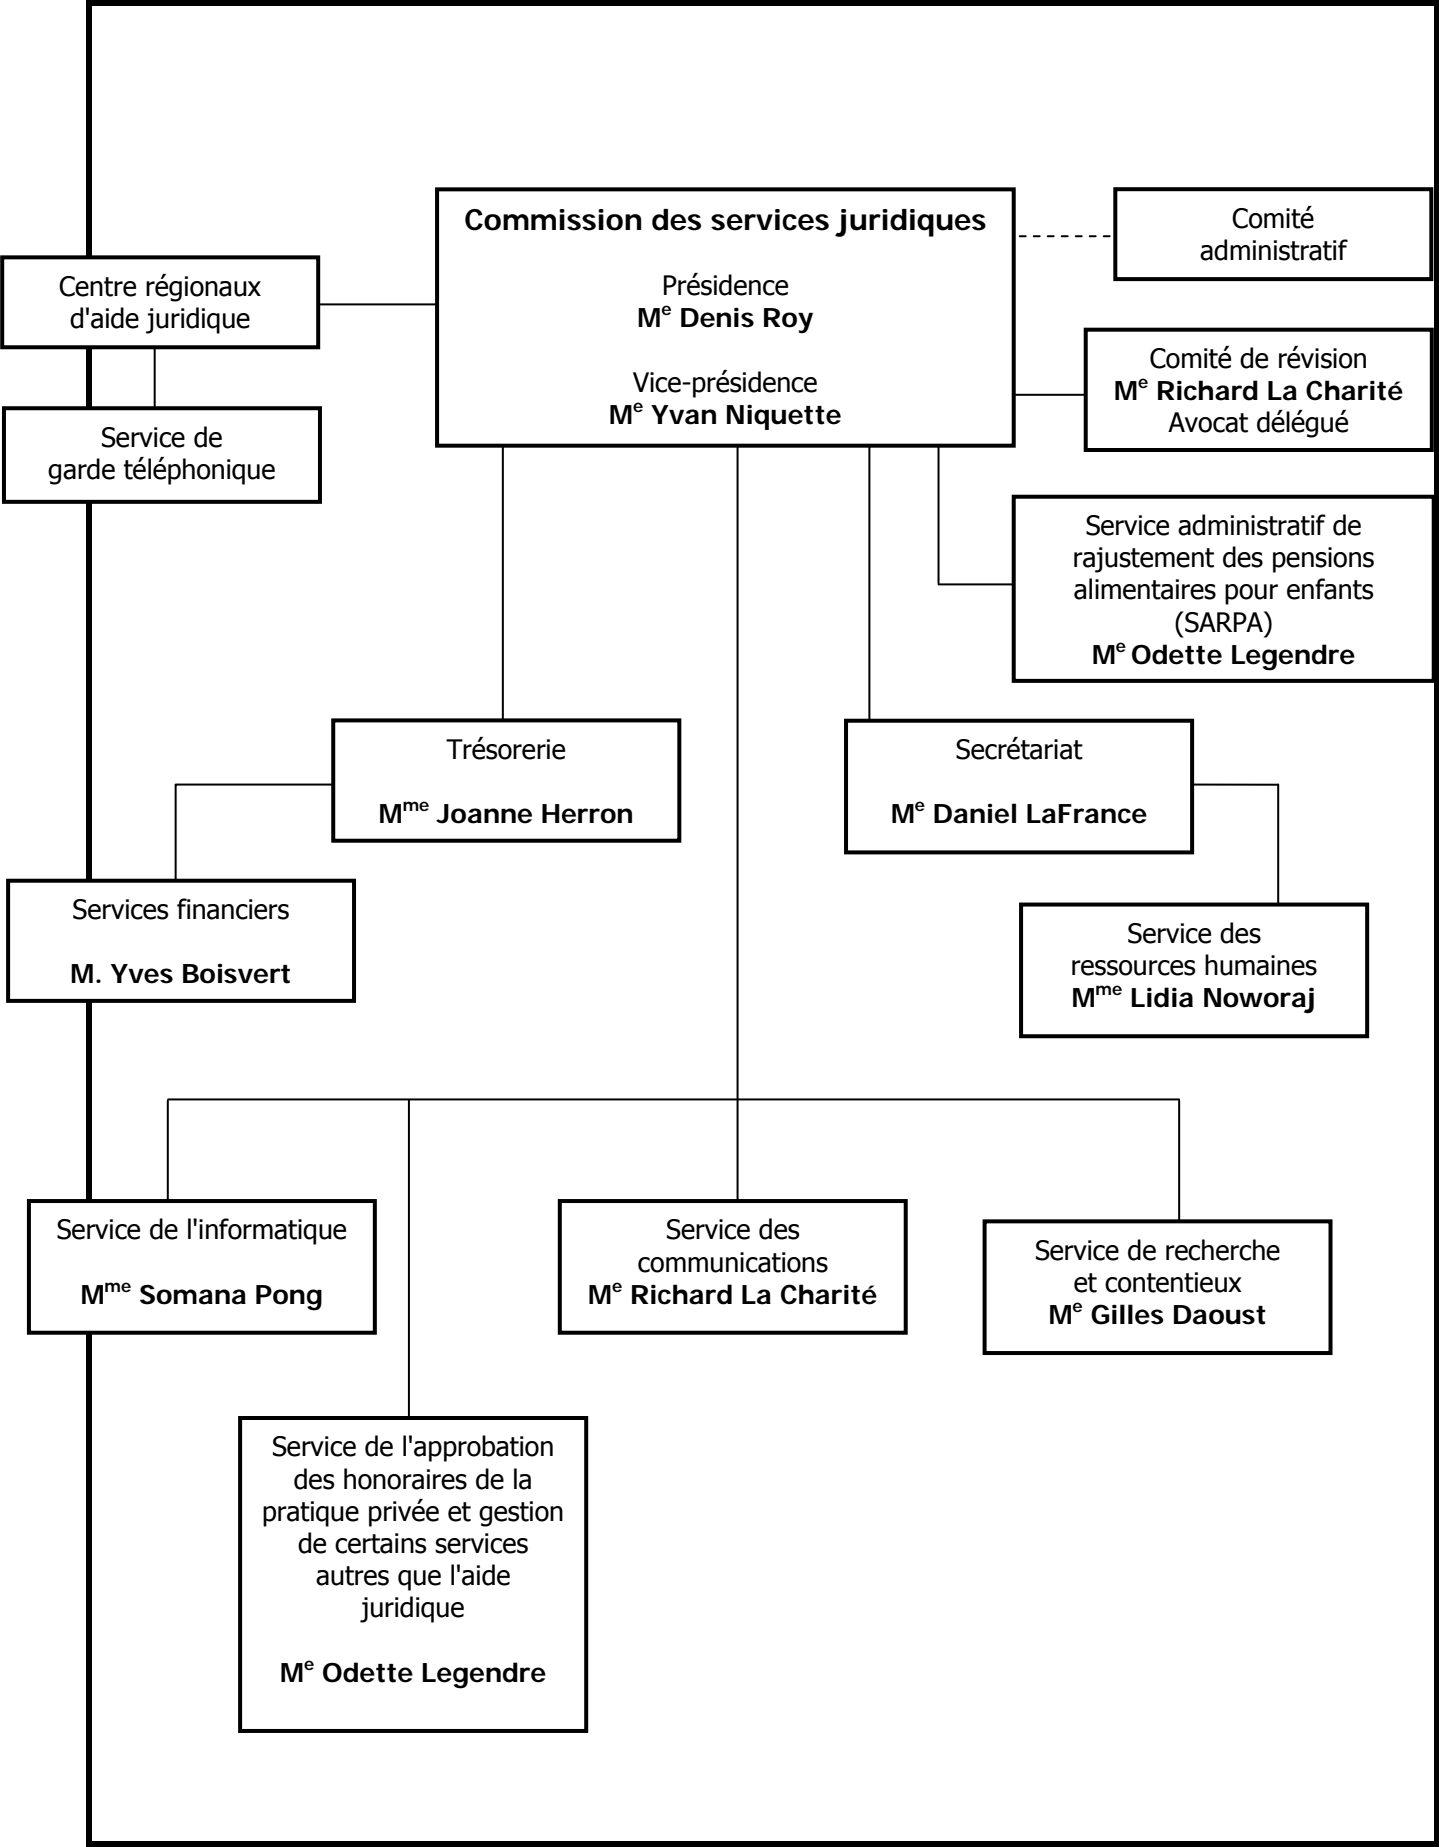 Commission des services juridiques
Présidence
Me Denis Roy
Vice-présidence
Me Yvan Niquette
Comité
administratif
Centre régionaux
d'aide juridique
Comité de révision
Me Richard La Charité
Avocat délégué
Service de
garde téléphonique
Service administratif de
rajustement des pensions
alimentaires pour enfants
(SARPA)
Me Odette Legendre
Trésorerie
Mme Joanne Herron
Secrétariat
Me Daniel LaFrance
Services financiers
M. Yves Boisvert
Service des
ressources humaines
Mme Lidia Noworaj
Service de l'informatique
Mme Somana Pong
Service des
communications
Me Richard La Charité
Service de recherche
et contentieux
Me Gilles Daoust
Service de l'approbation
des honoraires de la
pratique privée et gestion
de certains services
autres que l'aide
juridique
Me Odette Legendre